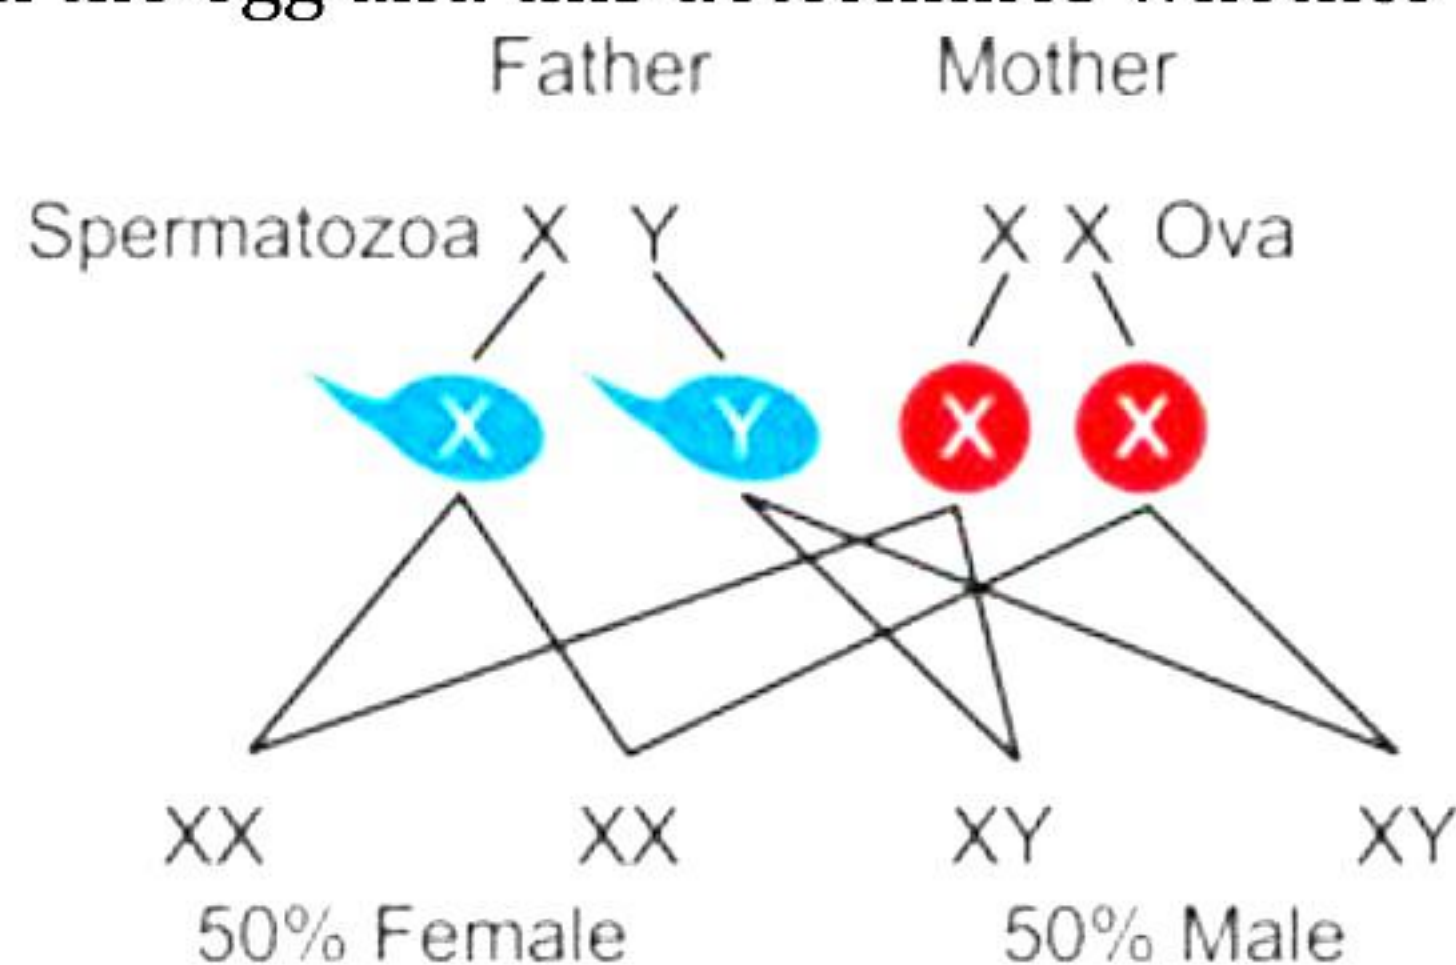 Father Mother
Spermatozoa X Y X X Ova
X Y X X
XX XX XY XY
50% Female 50% Male